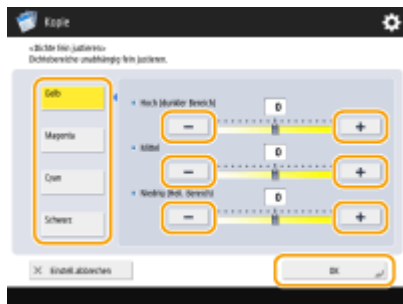 Kopie
<Dichte fein justieren>
Dichtebereiche unabhängig fein justieren.
Gelb
Magenta
Cyan
Schwarz
Hoch (dunkler Bereich)
0
− +
Mittel
0
− +
Niedrig (Hell. Bereich)
0
− +
Einstell.abbrechen
OK